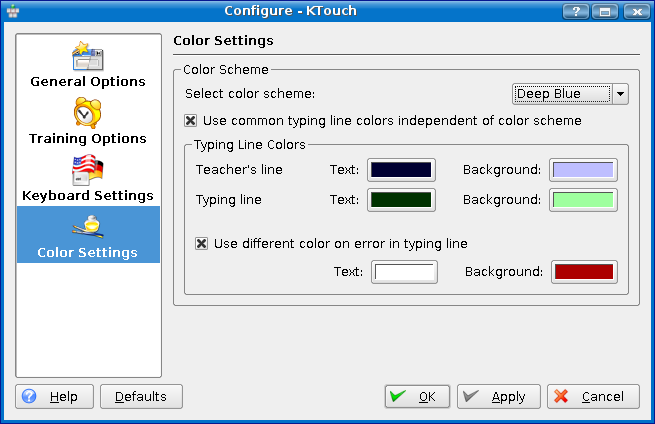 Configure - KTouch
General Options
Training Options
Keyboard Settings
Color Settings
Color Settings
Color Scheme
Select color scheme: Deep Blue
Use common typing line colors independent of color scheme
Typing Line Colors
Teacher's line Text: Background:
Typing line Text: Background:
Use different color on error in typing line
Text: Background:
Help Defaults OK Apply Cancel